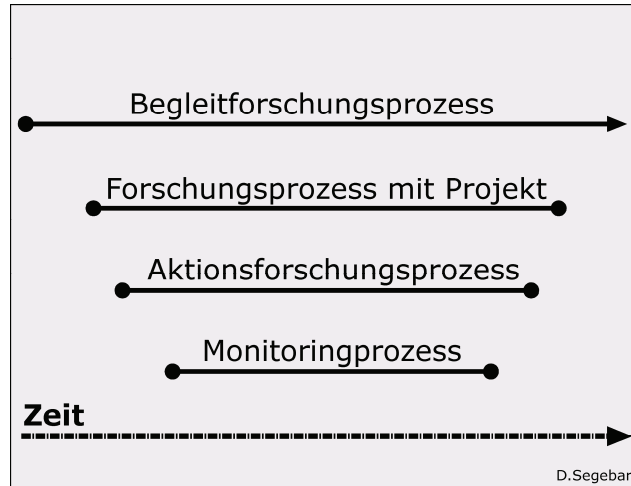 Begleitforschungsprozess
Forschungsprozess mit Projekt
Aktionsforschungsprozess
Monitoringprozess
Zeit
D.Segebar